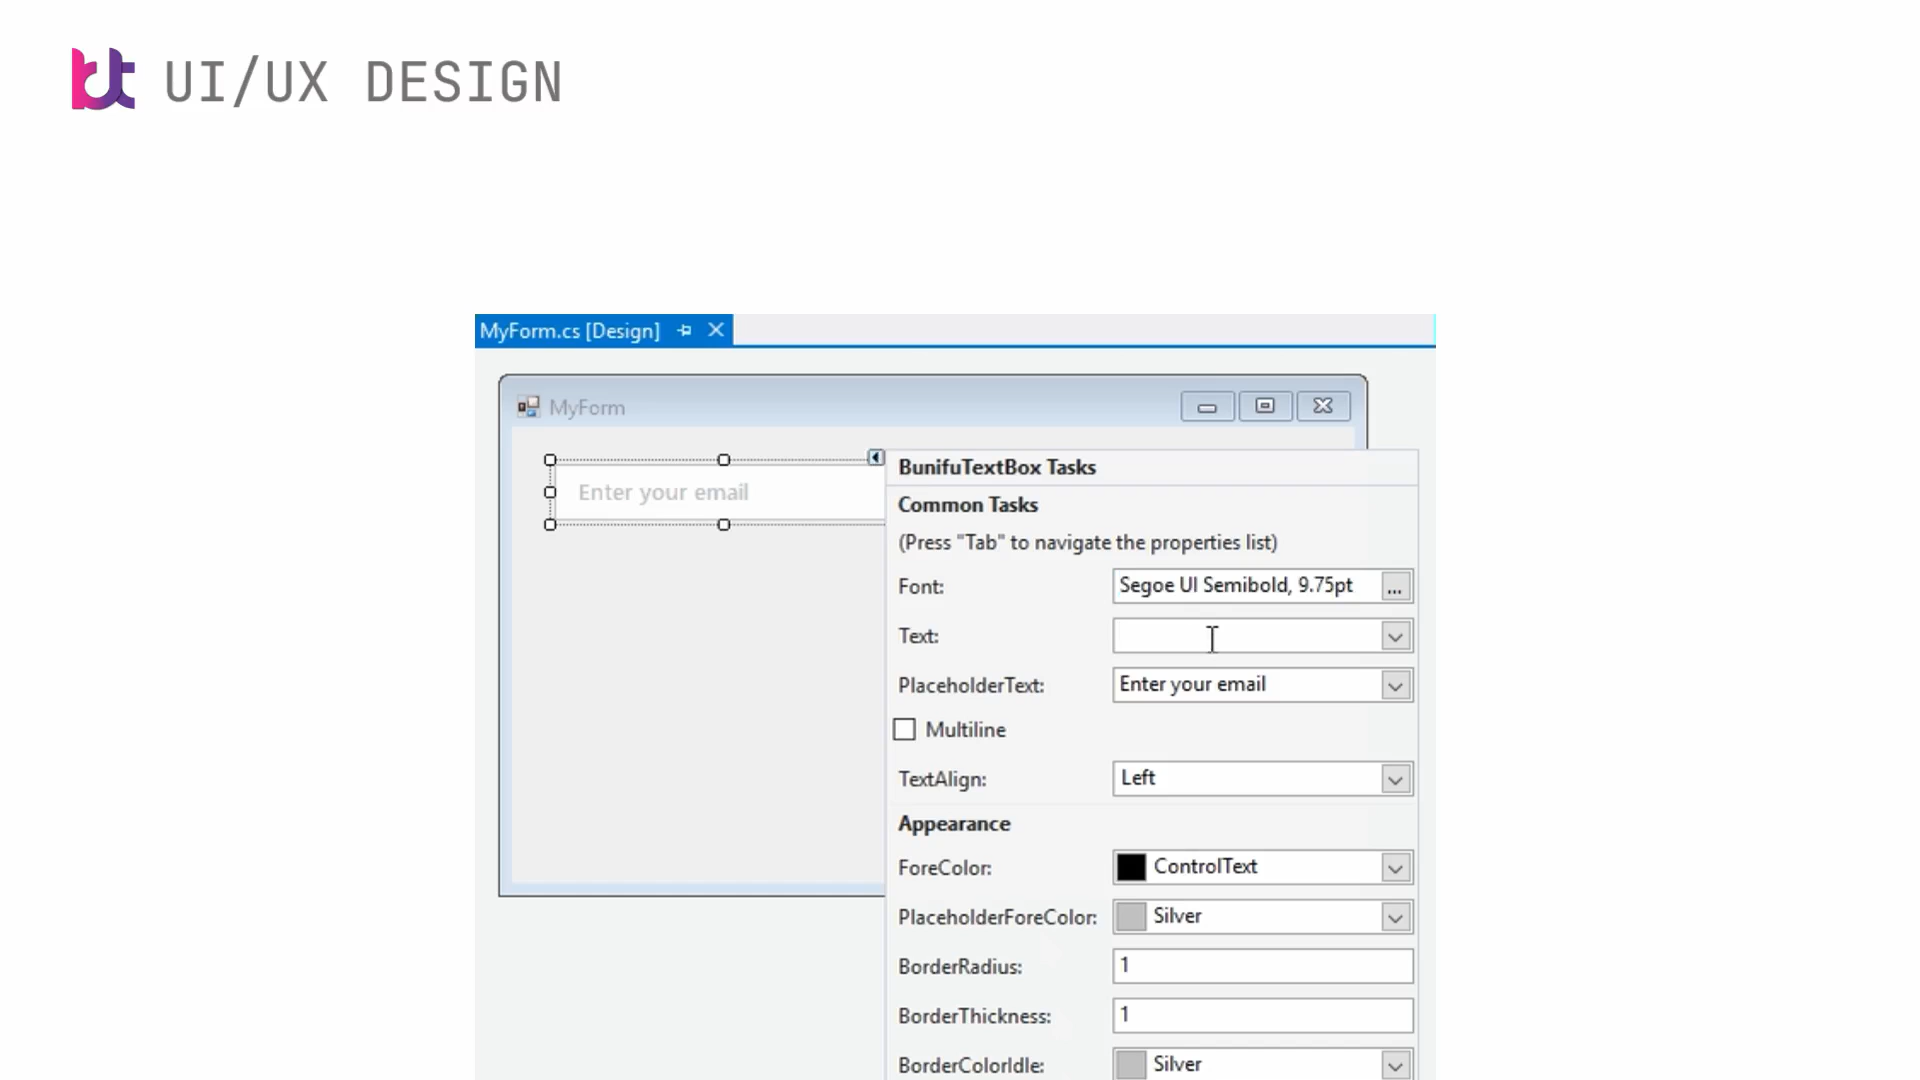 UI/UX DESIGN
MyForm.cs [Design]
MyForm
Enter your email
BunifuTextBox Tasks
Common Tasks
(Press "Tab" to navigate the properties list)
Font: Segoe UI Semibold, 9.75pt ...
Text:
PlaceholderText: Enter your email
Multiline
TextAlign: Left
Appearance
ForeColor: ControlText
PlaceholderForeColor: Silver
BorderRadius: 1
BorderThickness: 1
BorderColorIdle: Silver